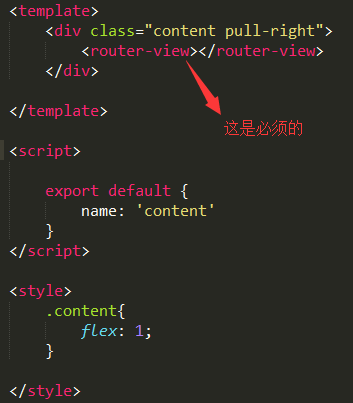 <template>
<div class="content pull-right">
<router-view></router-view>
</div>
</template>
这是必须的
<script>
export default {
name: 'content'
}
</script>
<style>
.content{
flex: 1;
}
</style>